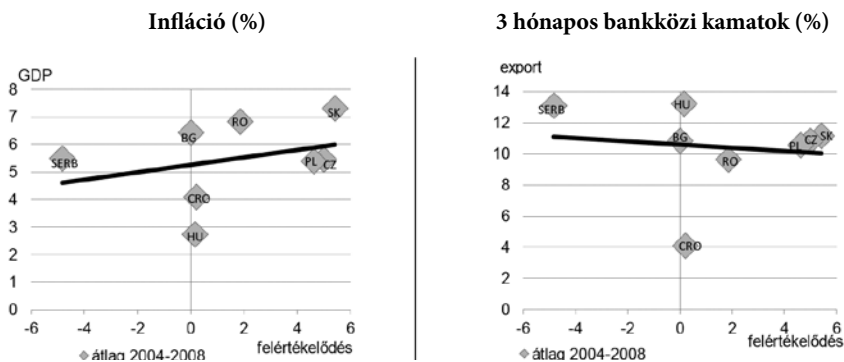 Infláció (%)
GDP
8
7
6
5
4
3
2
1
0
SERB
BG
RO
SK
PL
CZ
CRO
HU
-6 -4 -2 0 2 4 6
felértékelődés
átlag 2004-2008
3 hónapos bankközi kamatok (%)
export
14
12
10
8
6
4
2
0
SERB
HU
BG
RO
PL
CZ
SK
CRO
-6 -4 -2 0 2 4 6
felértékelődés
átlag 2004-2008